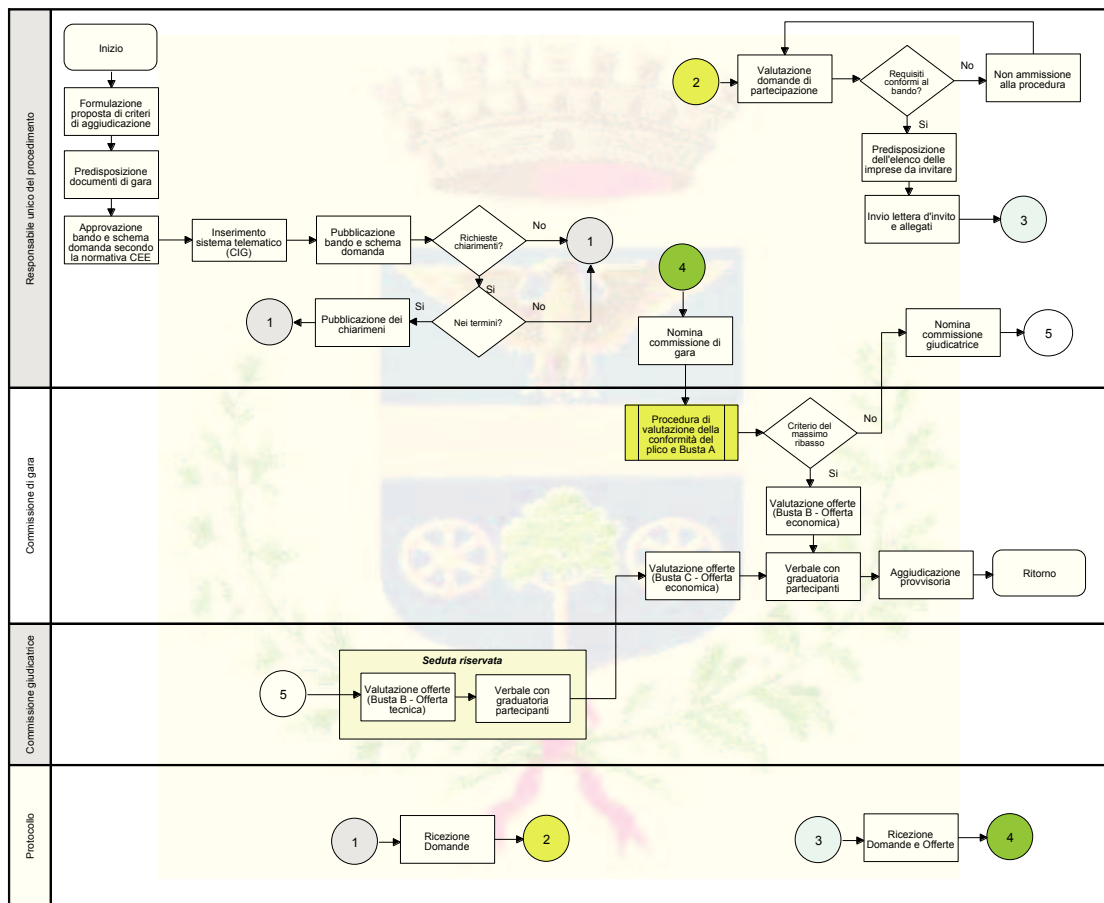 Responsabile unico del procedimento
Inizio
Formulazione
proposta di criteri
di aggiudicazione
Predisposizione
documenti di gara
Approvazione
bando e schema
domanda secondo
la normativa CEE
Inserimento
sistema telematico
(CIG)
Pubblicazione
bando e schema
domanda
Richieste
chiarimenti?
No
1
Si
Nei termini?
No
Si
Pubblicazione dei
chiarimeni
1
2
Valutazione
domande di
partecipazione
Requisiti
conformi al
bando?
No
Non ammissione
alla procedura
Si
Predisposizione
dell'elenco delle
imprese da invitare
Invio lettera d'invito
e allegati
3
4
Nomina
commissione di
gara
Nomina
commissione
giudicatrice
5
Commissione di gara
Procedura di
valutazione della
conformità del
plico e Busta A
Criterio del
massimo
ribasso
No
Si
Valutazione offerte
(Busta B - Offerta
economica)
Valutazione offerte
(Busta C - Offerta
economica)
Verbale con
graduatoria
partecipanti
Aggiudicazione
provvisoria
Ritorno
Commissione giudicatrice
5
Seduta riservata
Valutazione offerte
(Busta B - Offerta
tecnica)
Verbale con
graduatoria
partecipanti
Protocollo
1
Ricezione
Domande
2
3
Ricezione
Domande e Offerte
4